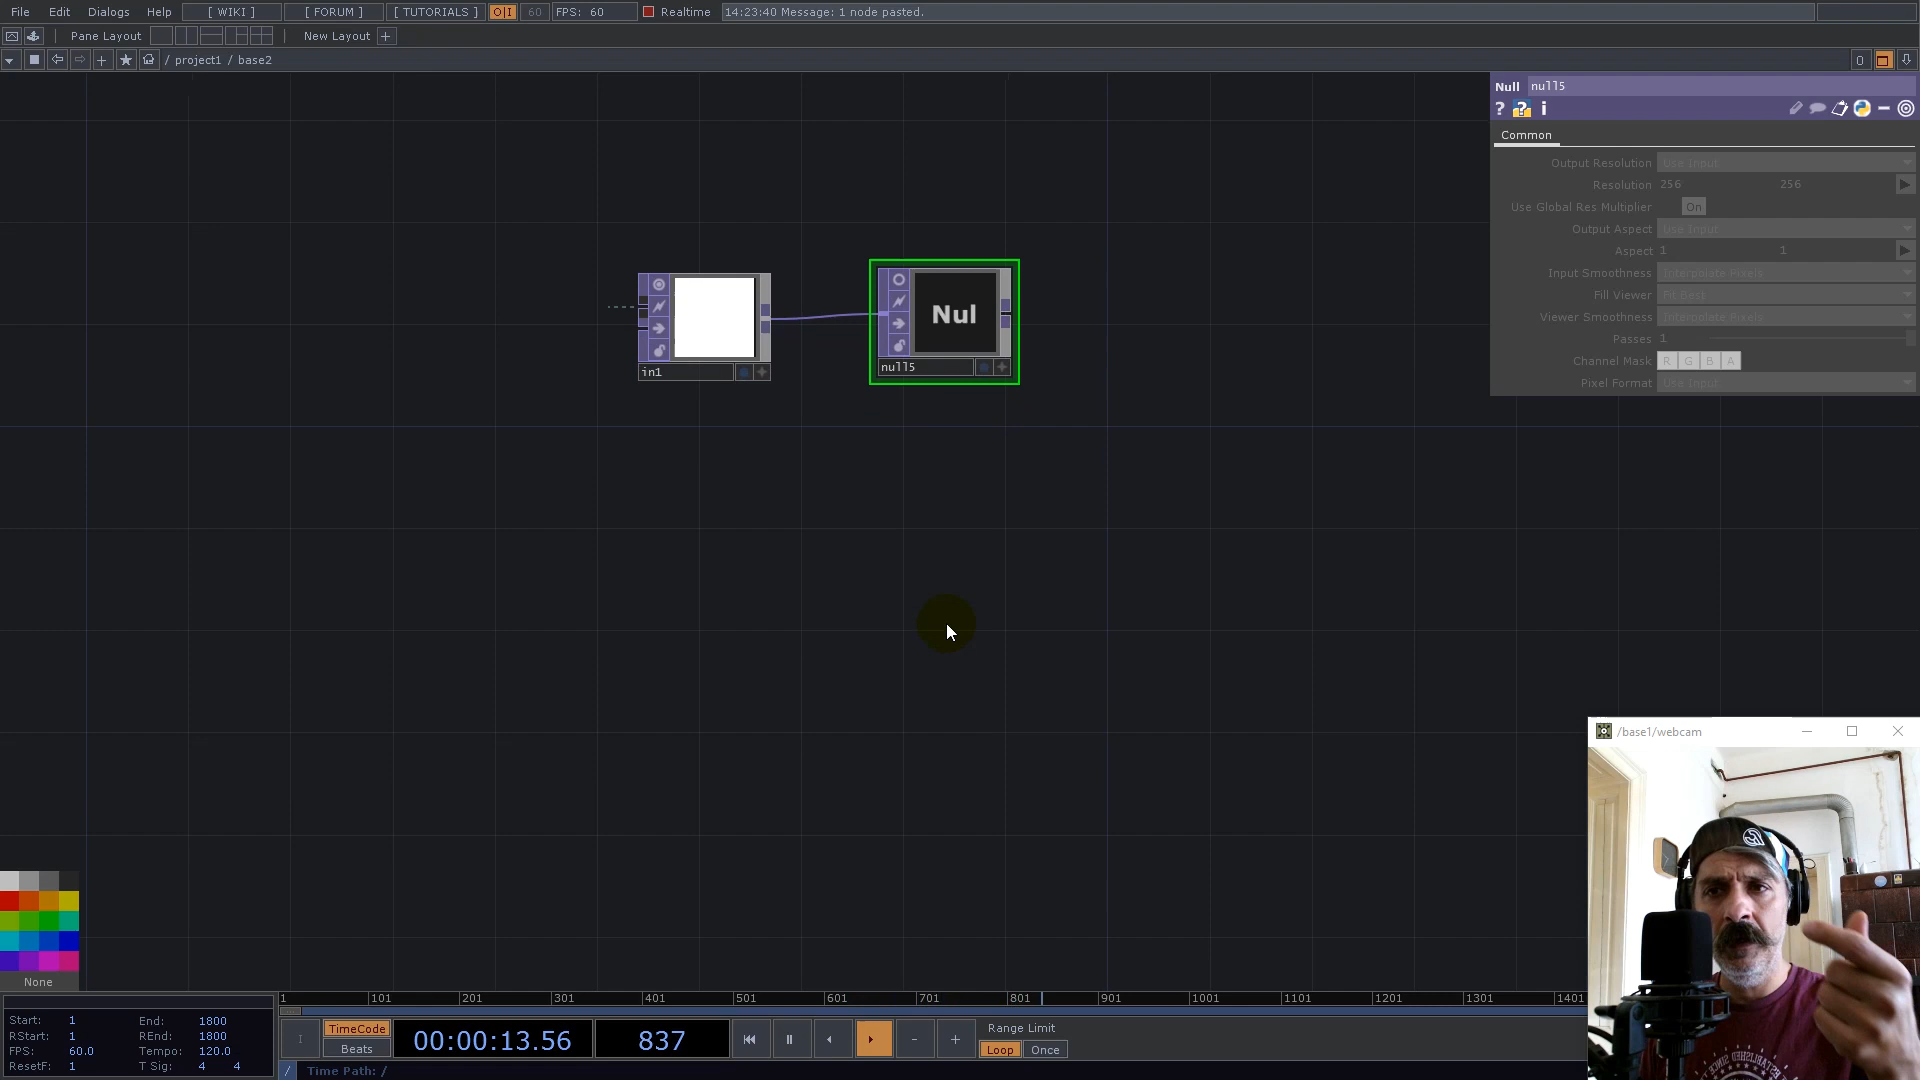 File Edit Dialogs Help [ WIKI ] [ FORUM ] [ TUTORIALS ] O|I 60 FPS: 60 Realtime 14:23:40 Message: 1 node pasted.
Pane Layout New Layout +
/ project1 / base2 0
Null null5
? ? i
Common
Output Resolution Use Input
Resolution 256 256
Use Global Res Multiplier On
Output Aspect Use Input
Aspect 1 1
Input Smoothness Interpolate Pixels
Fill Viewer Fit Best
Viewer Smoothness Interpolate Pixels
Passes 1
Channel Mask R G B A
Pixel Format Use Input
Nul
in1
null5
/base1/webcam
None
1 101 201 301 401 501 601 701 801 901 1001 1101 1201 1301 1401
Start: 1 End: 1800
RStart: 1 REnd: 1800
FPS: 60.0 Tempo: 120.0
ResetF: 1 T Sig: 4 4
TimeCode
Beats
00:00:13.56
837
Range Limit
Loop Once
/ Time Path: /